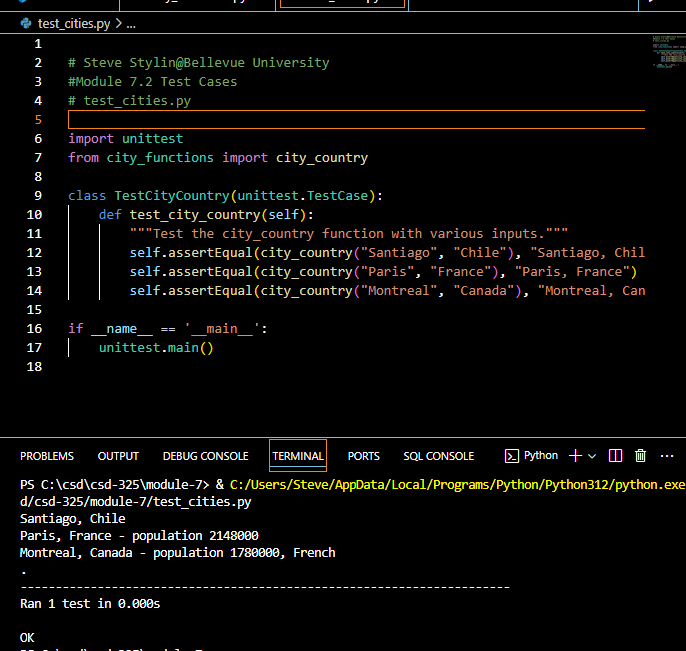 test_cities.py > ...
1
2 # Steve Stylin@Bellevue University
3 #Module 7.2 Test Cases
4 # test_cities.py
5
6 import unittest
7 from city_functions import city_country
8
9 class TestCityCountry(unittest.TestCase):
10 def test_city_country(self):
11 """Test the city_country function with various inputs."""
12 self.assertEqual(city_country("Santiago", "Chile"), "Santiago, Chil
13 self.assertEqual(city_country("Paris", "France"), "Paris, France")
14 self.assertEqual(city_country("Montreal", "Canada"), "Montreal, Can
15
16 if __name__ == '__main__':
17 unittest.main()
18
PROBLEMS OUTPUT DEBUG CONSOLE TERMINAL PORTS SQL CONSOLE Python
PS C:\csd\csd-325\module-7> & C:/Users/Steve/AppData/Local/Programs/Python/Python312/python.exe
d/csd-325/module-7/test_cities.py
Santiago, Chile
Paris, France - population 2148000
Montreal, Canada - population 1780000, French
.
----------------------------------------------------------------------
Ran 1 test in 0.000s
OK